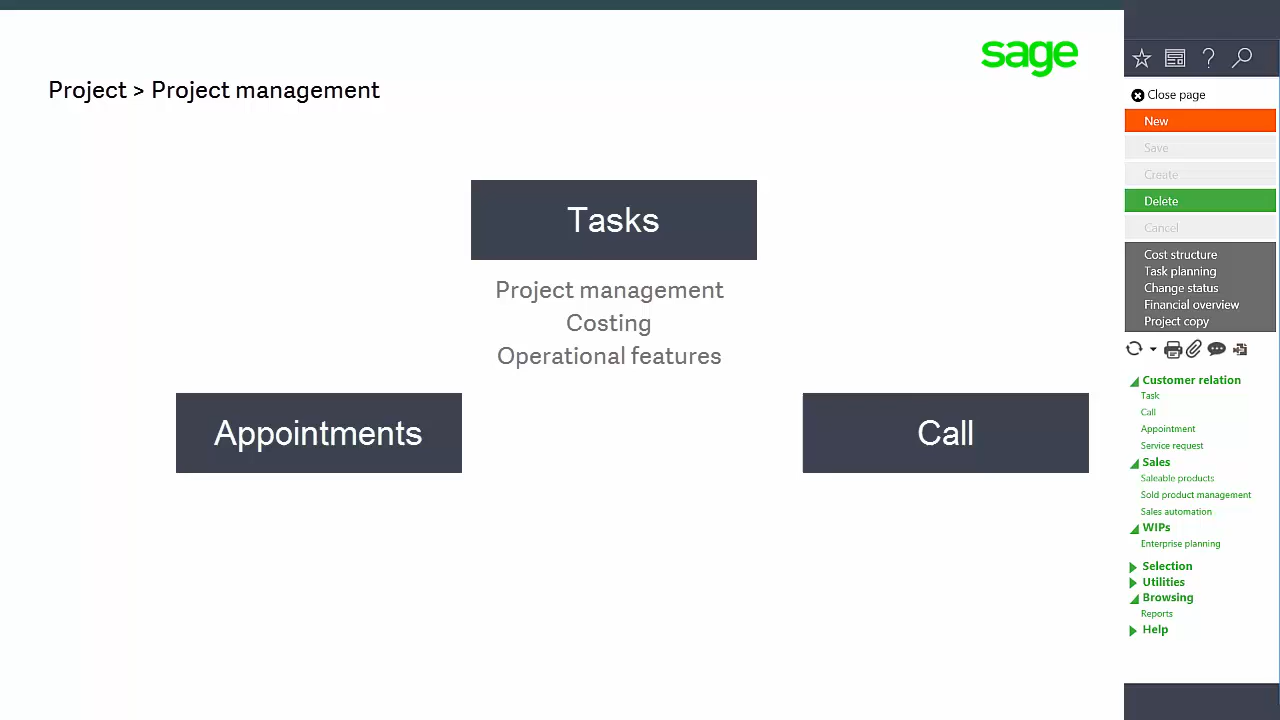 sage
Project > Project management
Tasks
Project management
Costing
Operational features
Appointments
Call
?
Close page
New
Save
Create
Delete
Cancel
Cost structure
Task planning
Change status
Financial overview
Project copy
Customer relation
Task
Call
Appointment
Service request
Sales
Saleable products
Sold product management
Sales automation
WIPs
Enterprise planning
Selection
Utilities
Browsing
Reports
Help